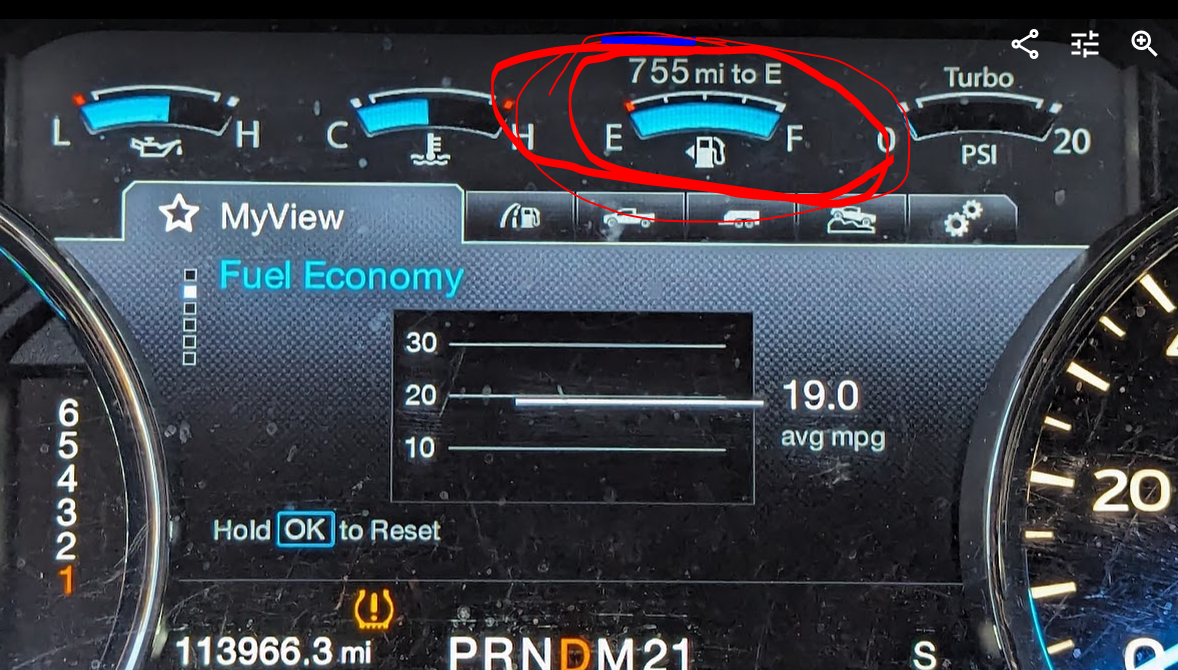 755 mi to E
Turbo
L H
C H
E F
0 20
PSI
MyView
Fuel Economy
30
20
10
19.0
avg mpg
Hold OK to Reset
6
5
4
3
2
1
20
0
113966.3 mi
PRNDM21
S